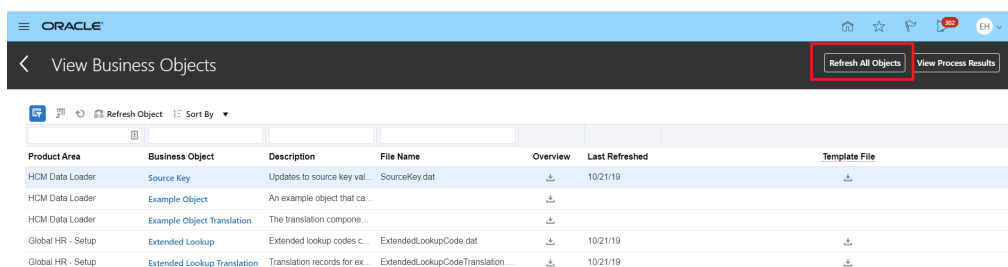 ORACLE
302
EH
View Business Objects
Refresh All Objects
View Process Results
Refresh Object Sort By
Product Area Business Object Description File Name Overview Last Refreshed Template File
HCM Data Loader Source Key Updates to source key val... SourceKey.dat 10/21/19
HCM Data Loader Example Object An example object that ca...
HCM Data Loader Example Object Translation The translation compone...
Global HR - Setup Extended Lookup Extended lookup codes c... ExtendedLookupCode.dat 10/21/19
Global HR - Setup Extended Lookup Translation Translation records for ex... ExtendedLookupCodeTranslation.... 10/21/19